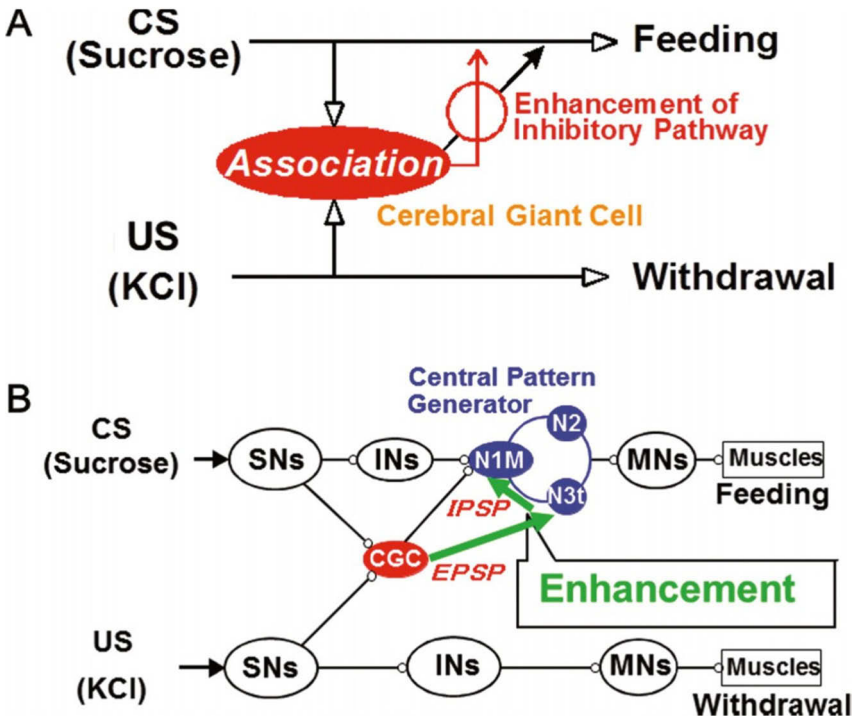 A
CS
(Sucrose)
Feeding
Enhancement of
Inhibitory Pathway
Association
Cerebral Giant Cell
US
(KCl)
Withdrawal
B
Central Pattern
Generator
CS
(Sucrose)
SNs
INs
N1M
N2
N3t
MNs
Muscles
Feeding
IPSP
CGC
EPSP
Enhancement
US
(KCl)
SNs
INs
MNs
Muscles
Withdrawal